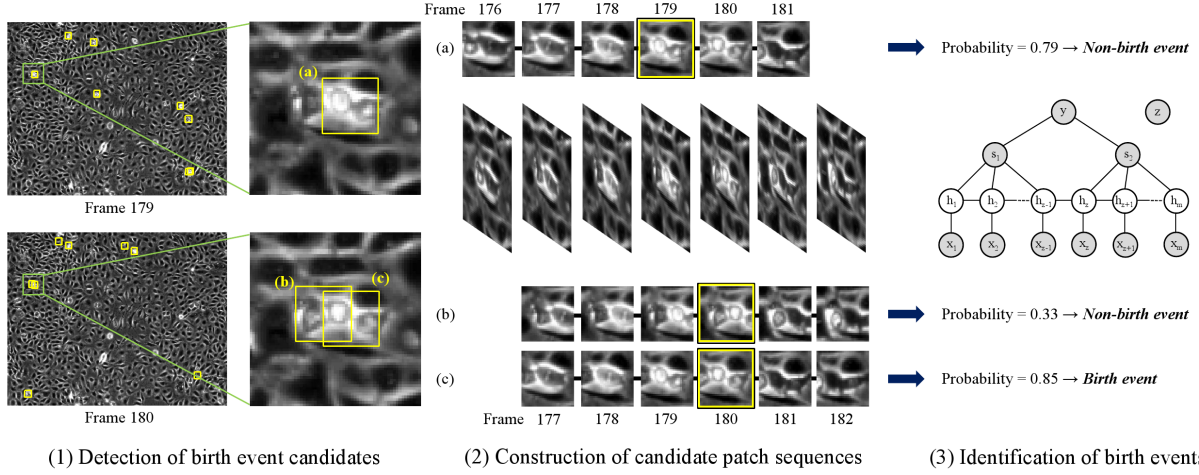 Frame 176 177 178 179 180 181
(a)
(a)
Probability = 0.79 → Non-birth event
Frame 179
y z
s1 s2
h1 h2 hz-1 hz hz+1 hm
x1 x2 xz-1 xz xz+1 xm
(b) (c)
(b)
Probability = 0.33 → Non-birth event
(c)
Probability = 0.85 → Birth event
Frame 180
Frame 177 178 179 180 181 182
(1) Detection of birth event candidates
(2) Construction of candidate patch sequences
(3) Identification of birth event